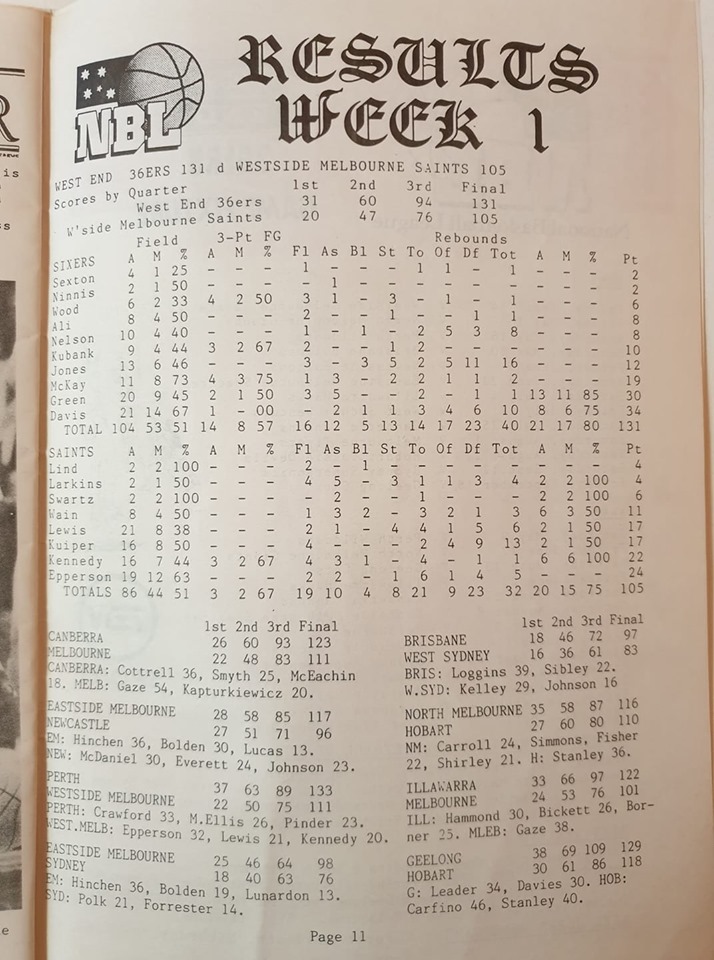 R
is
s
ss
e
NBL
RESULTS
WEEK 1
WEST END 36ERS 131 d WESTSIDE MELBOURNE SAINTS 105
Scores by Quarter 1st 2nd 3rd Final
West End 36ers 31 60 94 131
W'side Melbourne Saints 20 47 76 105
Field 3-Pt FG Rebounds
SIXERS A M % A M % Fl As Bl St To Of Df Tot A M % Pt
Sexton 4 1 25 - - - 1 - - - 1 1 - 1 - - - 2
Ninnis 2 1 50 - - - - 1 - - - - - - - - - 2
Wood 6 2 33 4 2 50 3 1 - 3 - 1 - 1 - - - 6
Ali 8 4 50 - - - 2 - - 1 - - 1 1 - - - 8
Nelson 10 4 40 - - - 1 - 1 - 2 5 3 8 - - - 8
Kubank 9 4 44 3 2 67 2 - - 1 2 - - - - - - 10
Jones 13 6 46 - - - 3 - 3 5 2 5 11 16 - - - 12
McKay 11 8 73 4 3 75 1 3 - 2 2 1 1 2 - - - 19
Green 20 9 45 2 1 50 3 5 - - 2 - 1 1 13 11 85 30
Davis 21 14 67 1 - 00 - 2 1 1 3 4 6 10 8 6 75 34
TOTAL 104 53 51 14 8 57 16 12 5 13 14 17 23 40 21 17 80 131
SAINTS A M % A M % Fl As Bl St To Of Df Tot A M % Pt
Lind 2 2 100 - - - 2 - 1 - - - - - - - - 4
Larkins 2 1 50 - - - 4 5 - 3 1 1 3 4 2 2 100 4
Swartz 2 2 100 - - - - 2 - - 1 - - - 2 2 100 6
Wain 8 4 50 - - - 1 3 2 - 3 2 1 3 6 3 50 11
Lewis 21 8 38 - - - 2 1 - 4 4 1 5 6 2 1 50 17
Kuiper 16 8 50 - - - 4 - - - 2 4 9 13 2 1 50 17
Kennedy 16 7 44 3 2 67 4 3 1 - 4 - 1 1 6 6 100 22
Epperson 19 12 63 - - - 2 2 - 1 6 1 4 5 - - - 24
TOTALS 86 44 51 3 2 67 19 10 4 8 21 9 23 32 20 15 75 105
1st 2nd 3rd Final
CANBERRA 26 60 93 123
MELBOURNE 22 48 83 111
CANBERRA: Cottrell 36, Smyth 25, McEachin
18. MELB: Gaze 54, Kapturkiewicz 20.
EASTSIDE MELBOURNE 28 58 85 117
NEWCASTLE 27 51 71 96
EM: Hinchen 36, Bolden 30, Lucas 13.
NEW: McDaniel 30, Everett 24, Johnson 23.
PERTH 37 63 89 133
WESTSIDE MELBOURNE 22 50 75 111
PERTH: Crawford 33, M.Ellis 26, Pinder 23.
WEST.MELB: Epperson 32, Lewis 21, Kennedy 20.
EASTSIDE MELBOURNE 25 46 64 98
SYDNEY 18 40 63 76
EM: Hinchen 36, Bolden 19, Lunardon 13.
SYD: Polk 21, Forrester 14.
1st 2nd 3rd Final
BRISBANE 18 46 72 97
WEST SYDNEY 16 36 61 83
BRIS: Loggins 39, Sibley 22.
W.SYD: Kelley 29, Johnson 16
NORTH MELBOURNE 35 58 87 116
HOBART 27 60 80 110
NM: Carroll 24, Simmons, Fisher
22, Shirley 21. H: Stanley 36.
ILLAWARRA 33 66 97 122
MELBOURNE 24 53 76 101
ILL: Hammond 30, Bickett 26, Bor-
ner 25. MLEB: Gaze 38.
GEELONG 38 69 109 129
HOBART 30 61 86 118
G: Leader 34, Davies 30. HOB:
Carfino 46, Stanley 40.
Page 11